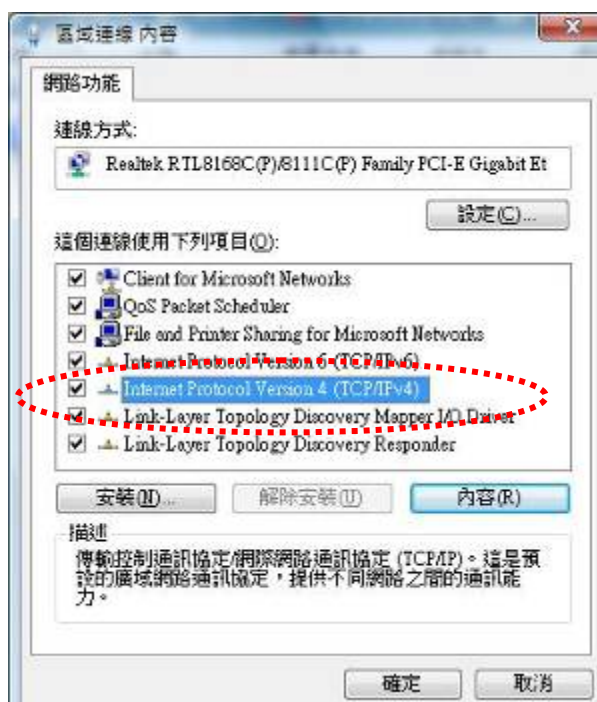 區域連線 內容
網路功能
連線方式:
Realtek RTL8168C(P)/8111C(P) Family PCI-E Gigabit Et
設定(C)...
這個連線使用下列項目(O):
Client for Microsoft Networks
QoS Packet Scheduler
File and Printer Sharing for Microsoft Networks
Internet Protocol Version 6 (TCP/IPv6)
Internet Protocol Version 4 (TCP/IPv4)
Link-Layer Topology Discovery Mapper I/O Driver
Link-Layer Topology Discovery Responder
安裝(N)...
解除安裝(U)
內容(R)
描述
傳輸控制通訊協定/網際網路通訊協定 (TCP/IP)。這是預
設的廣域網路通訊協定,提供不同網路之間的通訊能
力。
確定
取消